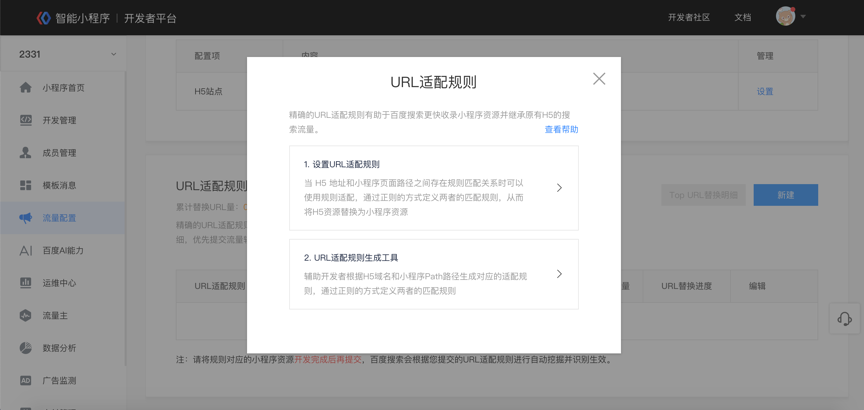 智能小程序 | 开发者平台
开发者社区 文档
2331
小程序首页
开发管理
成员管理
模板消息
流量配置
百度AI能力
运维中心
流量主
数据分析
广告监测
配置项 内容 管理
H5站点 设置
URL适配规则
累计替换URL量：
精确的URL适配规
细，优先提交流量
Top URL替换明细 新建
URL适配规则 量 URL替换进度 编辑
注：请将规则对应的小程序资源开发完成后再提交，百度搜索会根据您提交的URL适配规则进行自动挖掘并识别生效。
URL适配规则
精确的URL适配规则有助于百度搜索更快收录小程序资源并继承原有H5的搜
索流量。 查看帮助
1. 设置URL适配规则
当 H5 地址和小程序页面路径之间存在规则匹配关系时可以
使用规则适配，通过正则的方式定义两者的匹配规则，从而
将H5资源替换为小程序资源
2. URL适配规则生成工具
辅助开发者根据H5域名和小程序Path路径生成对应的适配规
则，通过正则的方式定义两者的匹配规则